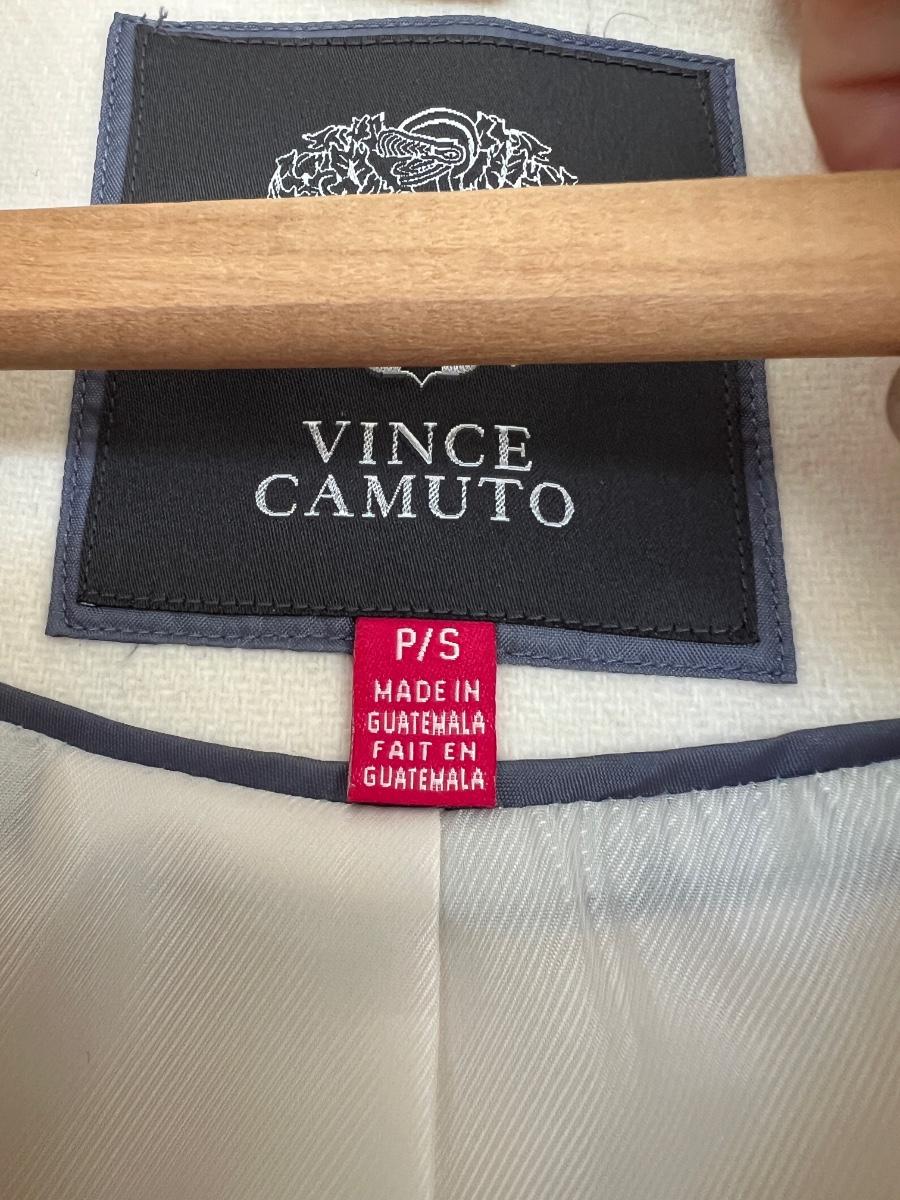 VINCE
CAMUTO
P/S
MADE IN
GUATEMALA
FAIT EN
GUATEMALA